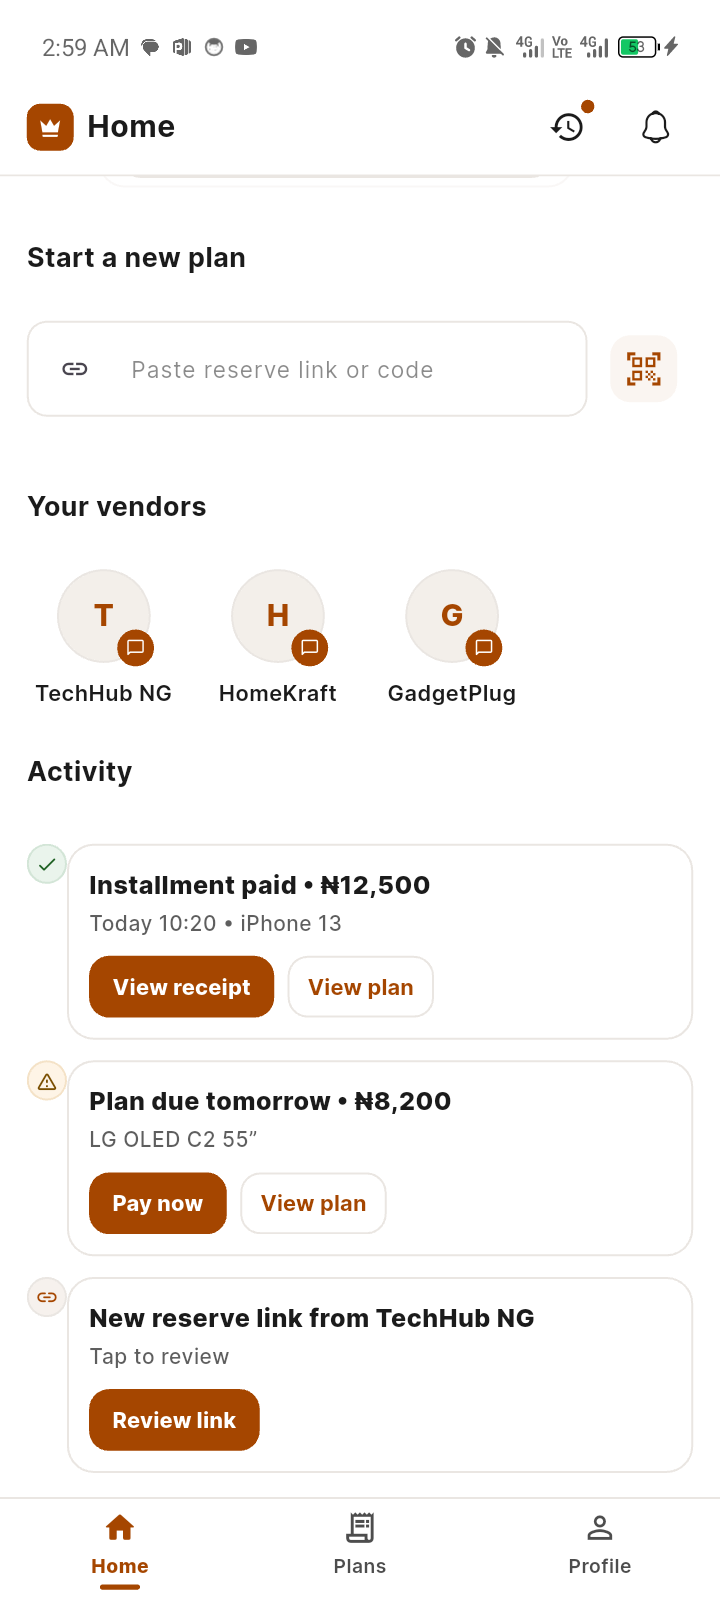 2:59 AM
4G Vo LTE 4G 53
Home
Start a new plan
Paste reserve link or code
Your vendors
T H G
TechHub NG HomeKraft GadgetPlug
Activity
Installment paid • ₦12,500
Today 10:20 • iPhone 13
View receipt View plan
Plan due tomorrow • ₦8,200
LG OLED C2 55”
Pay now View plan
New reserve link from TechHub NG
Tap to review
Review link
Home Plans Profile